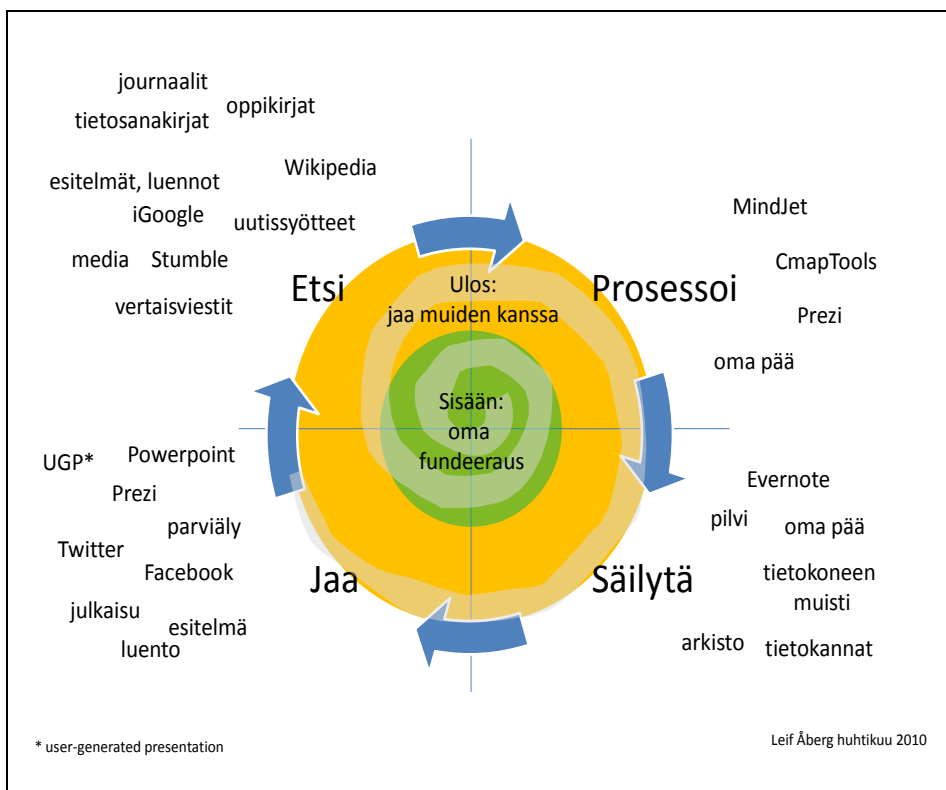 journaalit
oppikirjat
tietosanakirjat
Wikipedia
esitelmät, luennot
iGoogle
uutissyötteet
media
Stumble
vertaisviestit
Etsi
MindJet
CmapTools
Prezi
oma pää
Prosessoi
Ulos:
jaa muiden kanssa
Sisään:
oma
fundeeraus
UGP*
Powerpoint
Prezi
parviäly
Twitter
Facebook
julkaisu
esitelmä
luento
Jaa
Säilytä
Evernote
pilvi
oma pää
tietokoneen
muisti
arkisto
tietokannat
* user-generated presentation
Leif Åberg huhtikuu 2010